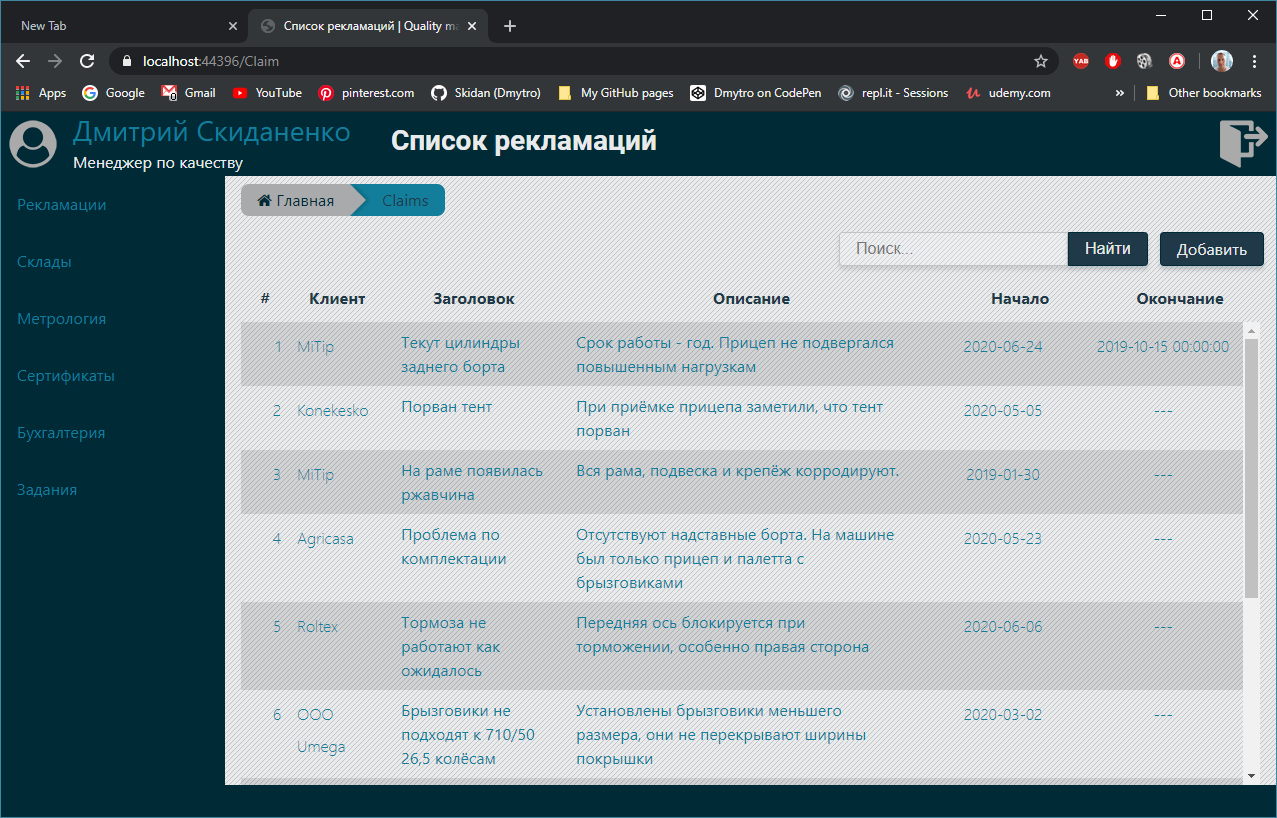 New Tab
Список рекламаций | Quality ma
localhost:44396/Claim
YAB
A
Apps
Google
Gmail
YouTube
pinterest.com
Skidan (Dmytro)
My GitHub pages
Dmytro on CodePen
repl.it - Sessions
udemy.com
»
Other bookmarks
Дмитрий Скиданенко
Менеджер по качеству
Список рекламаций
Рекламации
Склады
Метрология
Сертификаты
Бухгалтерия
Задания
Главная
Claims
Поиск...
Найти
Добавить
# Клиент Заголовок Описание Начало Окончание
1 MiTip Текут цилиндры Срок работы - год. Прицеп не подвергался 2020-06-24 2019-10-15 00:00:00
заднего борта повышенным нагрузкам
2 Konekesko Порван тент При приёмке прицепа заметили, что тент 2020-05-05 ---
порван
3 MiTip На раме появилась Вся рама, подвеска и крепёж корродируют. 2019-01-30 ---
ржавчина
4 Agricasa Проблема по Отсутствуют надставные борта. На машине 2020-05-23 ---
комплектации был только прицеп и палетта с
брызговиками
5 Roltex Тормоза не Передняя ось блокируется при 2020-06-06 ---
работают как торможении, особенно правая сторона
ожидалось
6 ООО Брызговики не Установлены брызговики меньшего 2020-03-02 ---
Umega подходят к 710/50 размера, они не перекрывают ширины
26,5 колёсам покрышки